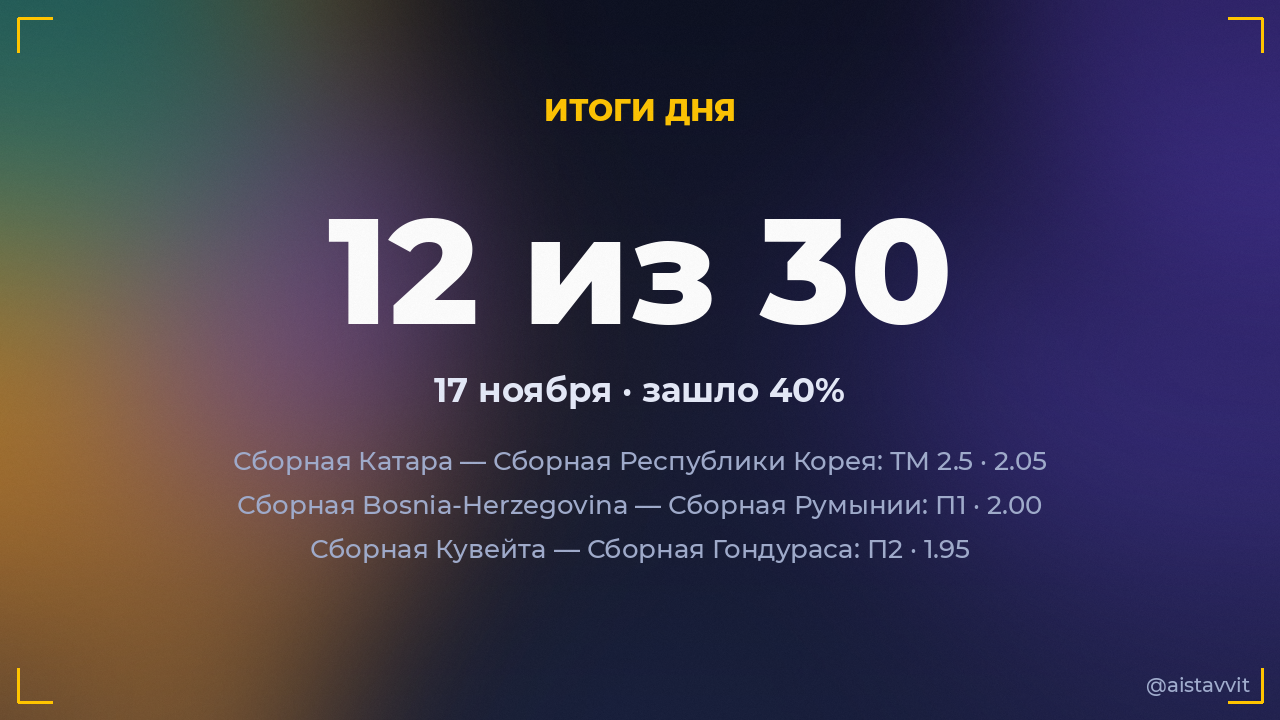 ИТОГИ ДНЯ
12 из 30
17 ноября · зашло 40%
Сборная Катара — Сборная Республики Корея: ТМ 2.5 · 2.05
Сборная Bosnia-Herzegovina — Сборная Румынии: П1 · 2.00
Сборная Кувейта — Сборная Гондураса: П2 · 1.95
@aistavvit